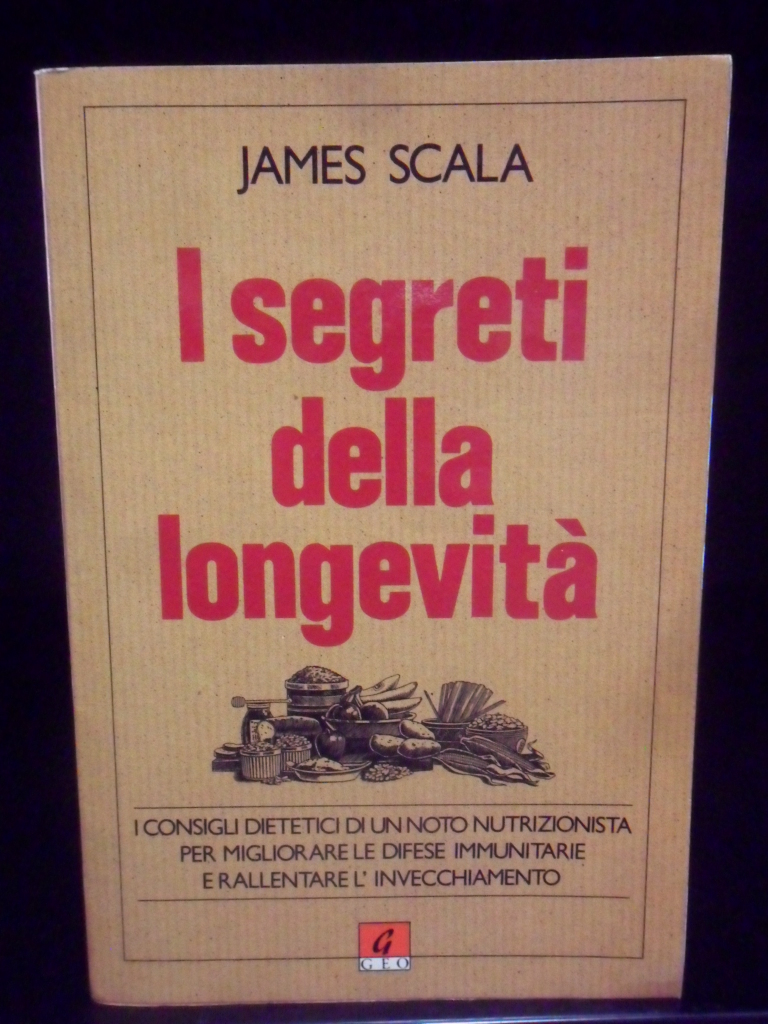 JAMES SCALA
I segreti
della
longevità
I CONSIGLI DIETETICI DI UN NOTO NUTRIZIONISTA
PER MIGLIORARE LE DIFESE IMMUNITARIE
E RALLENTARE L' INVECCHIAMENTO
G
GEO